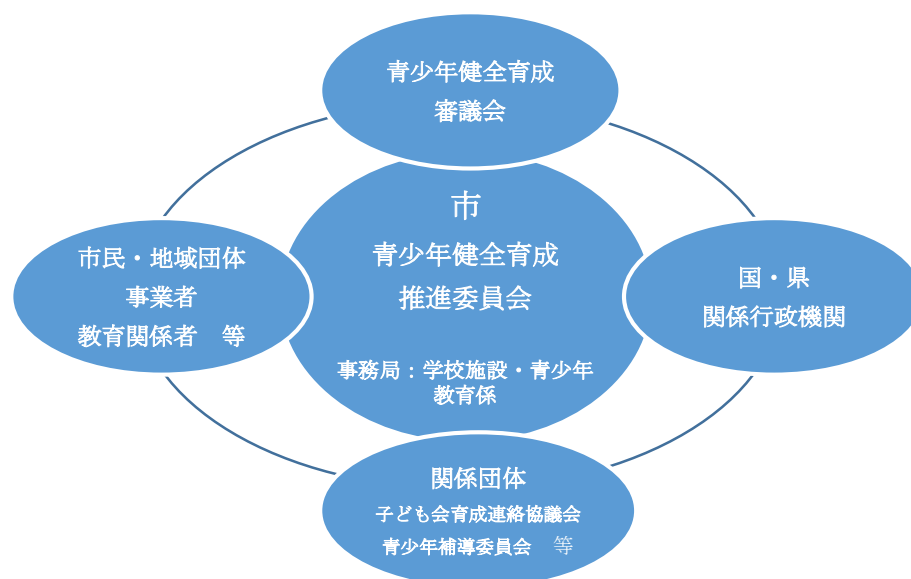 青少年健全育成
審議会
市
青少年健全育成
推進委員会
事務局：学校施設・青少年
教育係
市民・地域団体
事業者
教育関係者　等
国・県
関係行政機関
関係団体
子ども会育成連絡協議会
青少年補導委員会　等